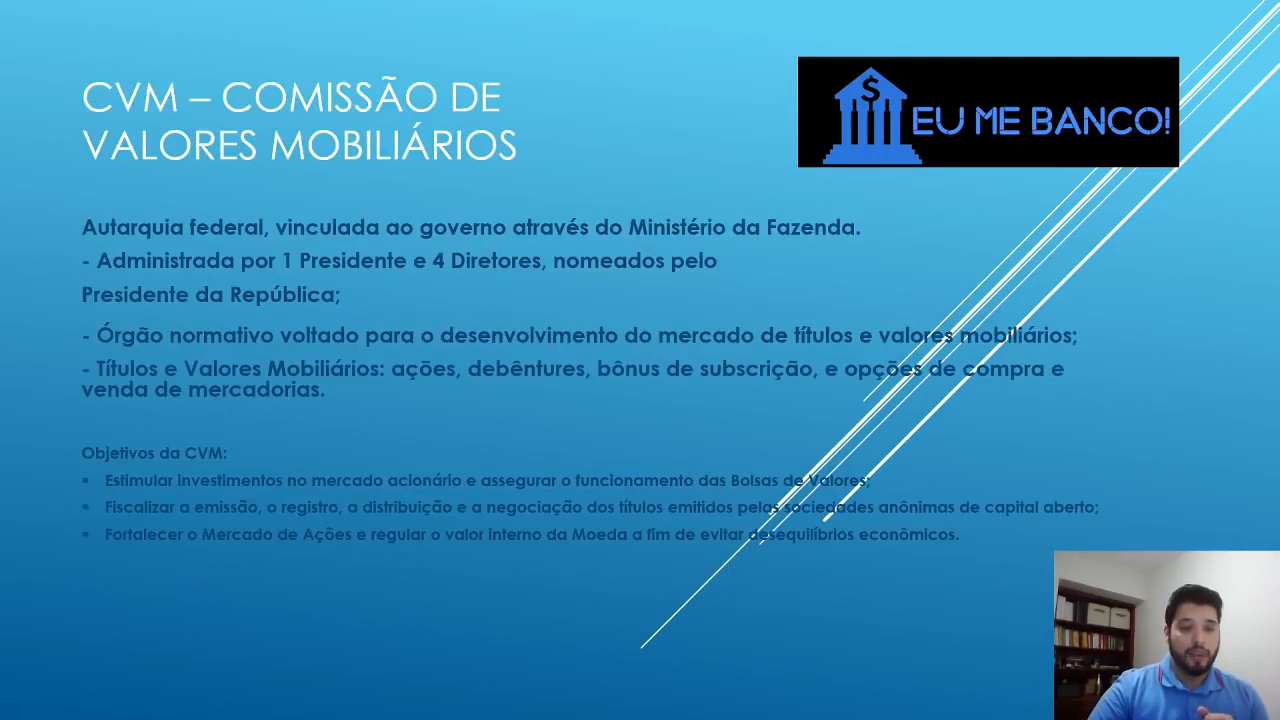 CVM – COMISSÃO DE
VALORES MOBILIÁRIOS
$ EU ME BANCO!
Autarquia federal, vinculada ao governo através do Ministério da Fazenda.
- Administrada por 1 Presidente e 4 Diretores, nomeados pelo
Presidente da República;
- Órgão normativo voltado para o desenvolvimento do mercado de títulos e valores mobiliários;
- Títulos e Valores Mobiliários: ações, debêntures, bônus de subscrição, e opções de compra e
venda de mercadorias.
Objetivos da CVM:
▪ Estimular investimentos no mercado acionário e assegurar o funcionamento das Bolsas de Valores;
▪ Fiscalizar a emissão, o registro, a distribuição e a negociação dos títulos emitidos pelas sociedades anônimas de capital aberto;
▪ Fortalecer o Mercado de Ações e regular o valor interno da Moeda a fim de evitar desequilíbrios econômicos.